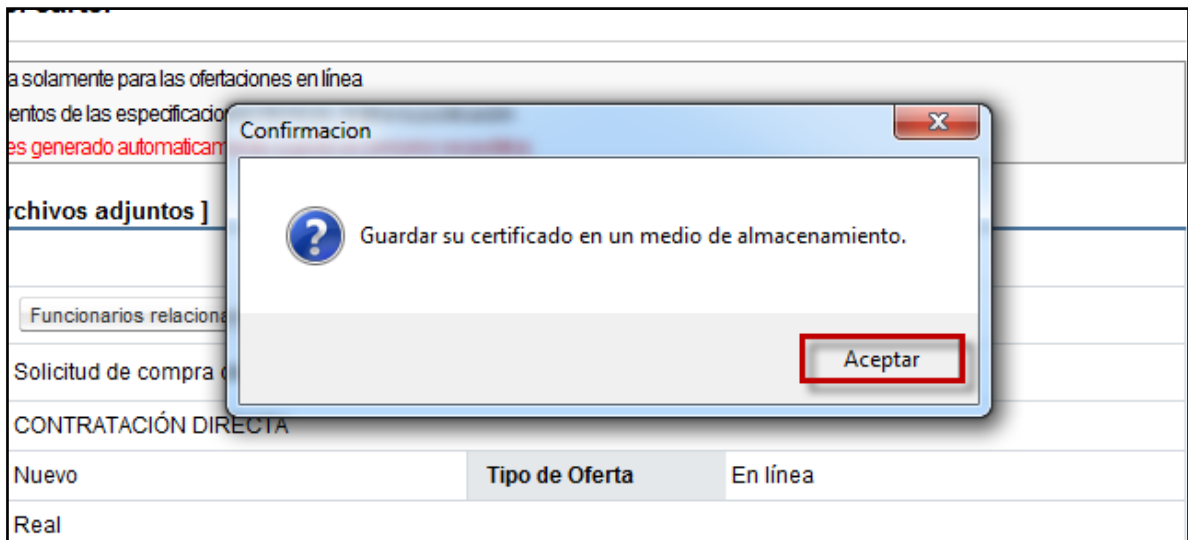 a solamente para las ofertaciones en línea
entos de las especificacio
es generado automaticam
Confirmacion
rchivos adjuntos ]
Guardar su certificado en un medio de almacenamiento.
Funcionarios relaciona
Aceptar
Solicitud de compra
CONTRATACIÓN DIRECTA
Nuevo Tipo de Oferta En línea
Real